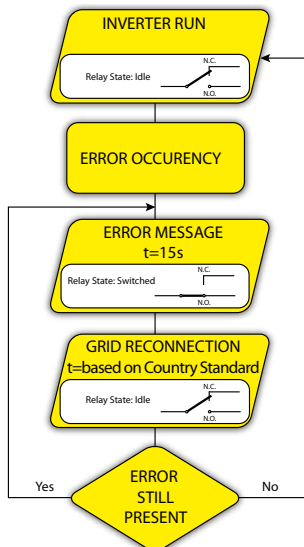 INVERTER RUN
Relay State: Idle
N.C.
N.O.
ERROR OCCURENCY
ERROR MESSAGE
t=15s
Relay State: Switched
N.C.
N.O.
GRID RECONNECTION
t=based on Country Standard
Relay State: Idle
N.C.
N.O.
Yes
ERROR
STILL
PRESENT
No